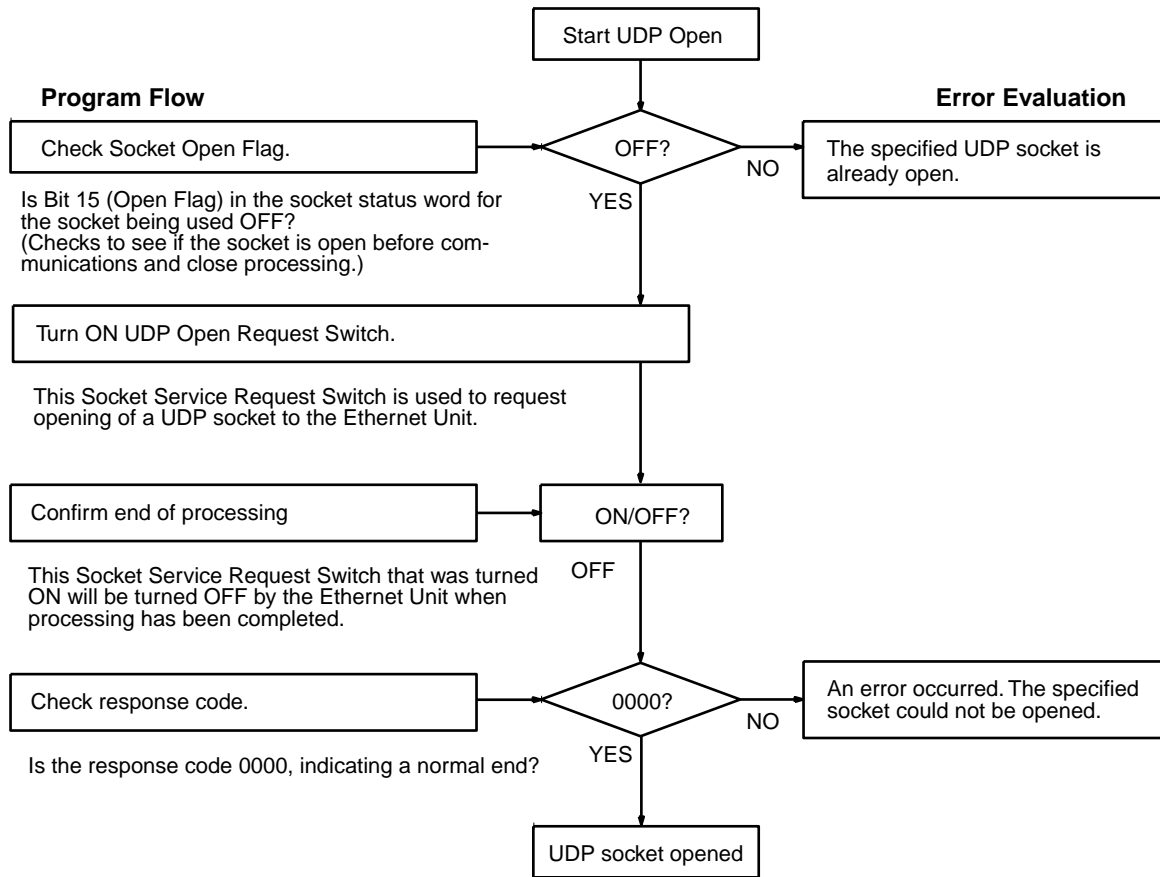 Start UDP Open
Program Flow
Error Evaluation
Check Socket Open Flag.
OFF?
NO
The specified UDP socket is
already open.
YES
Is Bit 15 (Open Flag) in the socket status word for
the socket being used OFF?
(Checks to see if the socket is open before com-
munications and close processing.)
Turn ON UDP Open Request Switch.
This Socket Service Request Switch is used to request
opening of a UDP socket to the Ethernet Unit.
Confirm end of processing
ON/OFF?
OFF
This Socket Service Request Switch that was turned
ON will be turned OFF by the Ethernet Unit when
processing has been completed.
Check response code.
0000?
NO
An error occurred. The specified
socket could not be opened.
YES
Is the response code 0000, indicating a normal end?
UDP socket opened